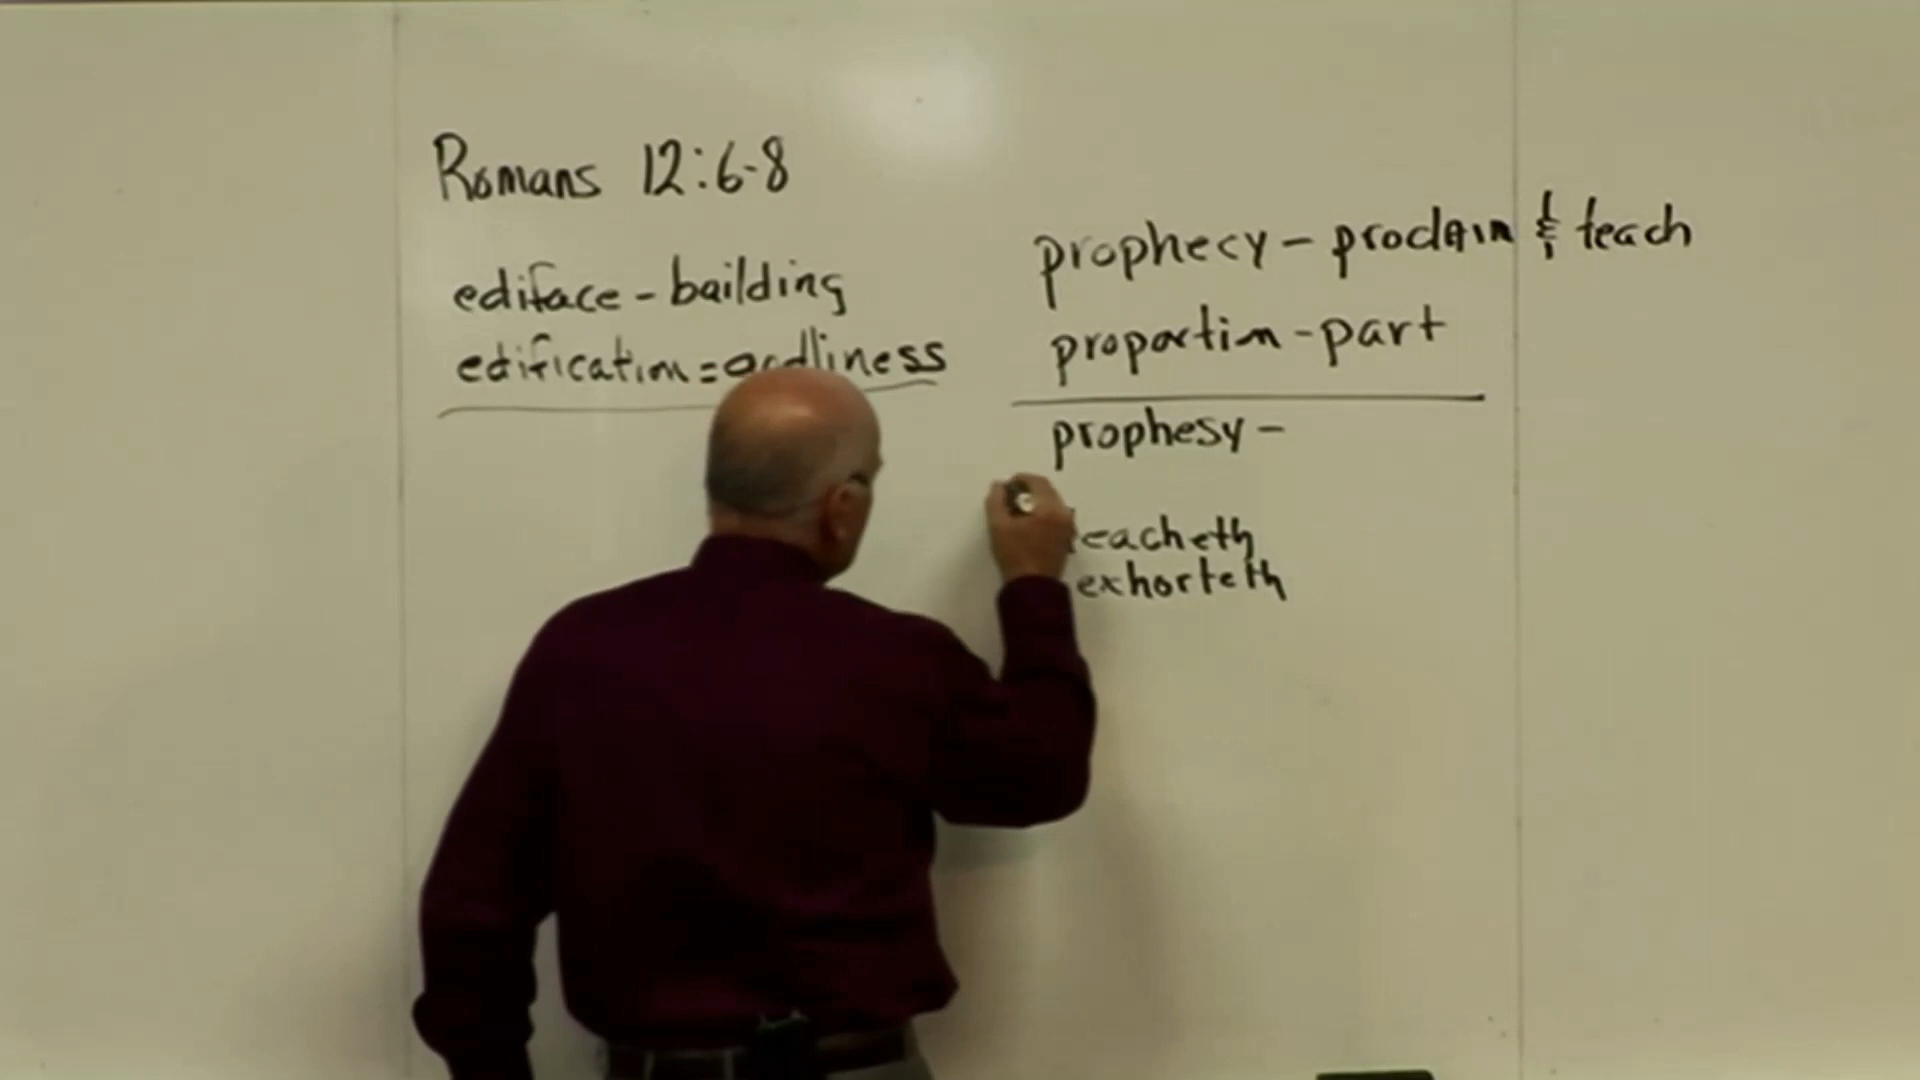 Romans 12:6-8
ediface - building
edification = godliness
prophecy - proclaim & teach
proportion - part
prophesy -
teacheth
exhorteth